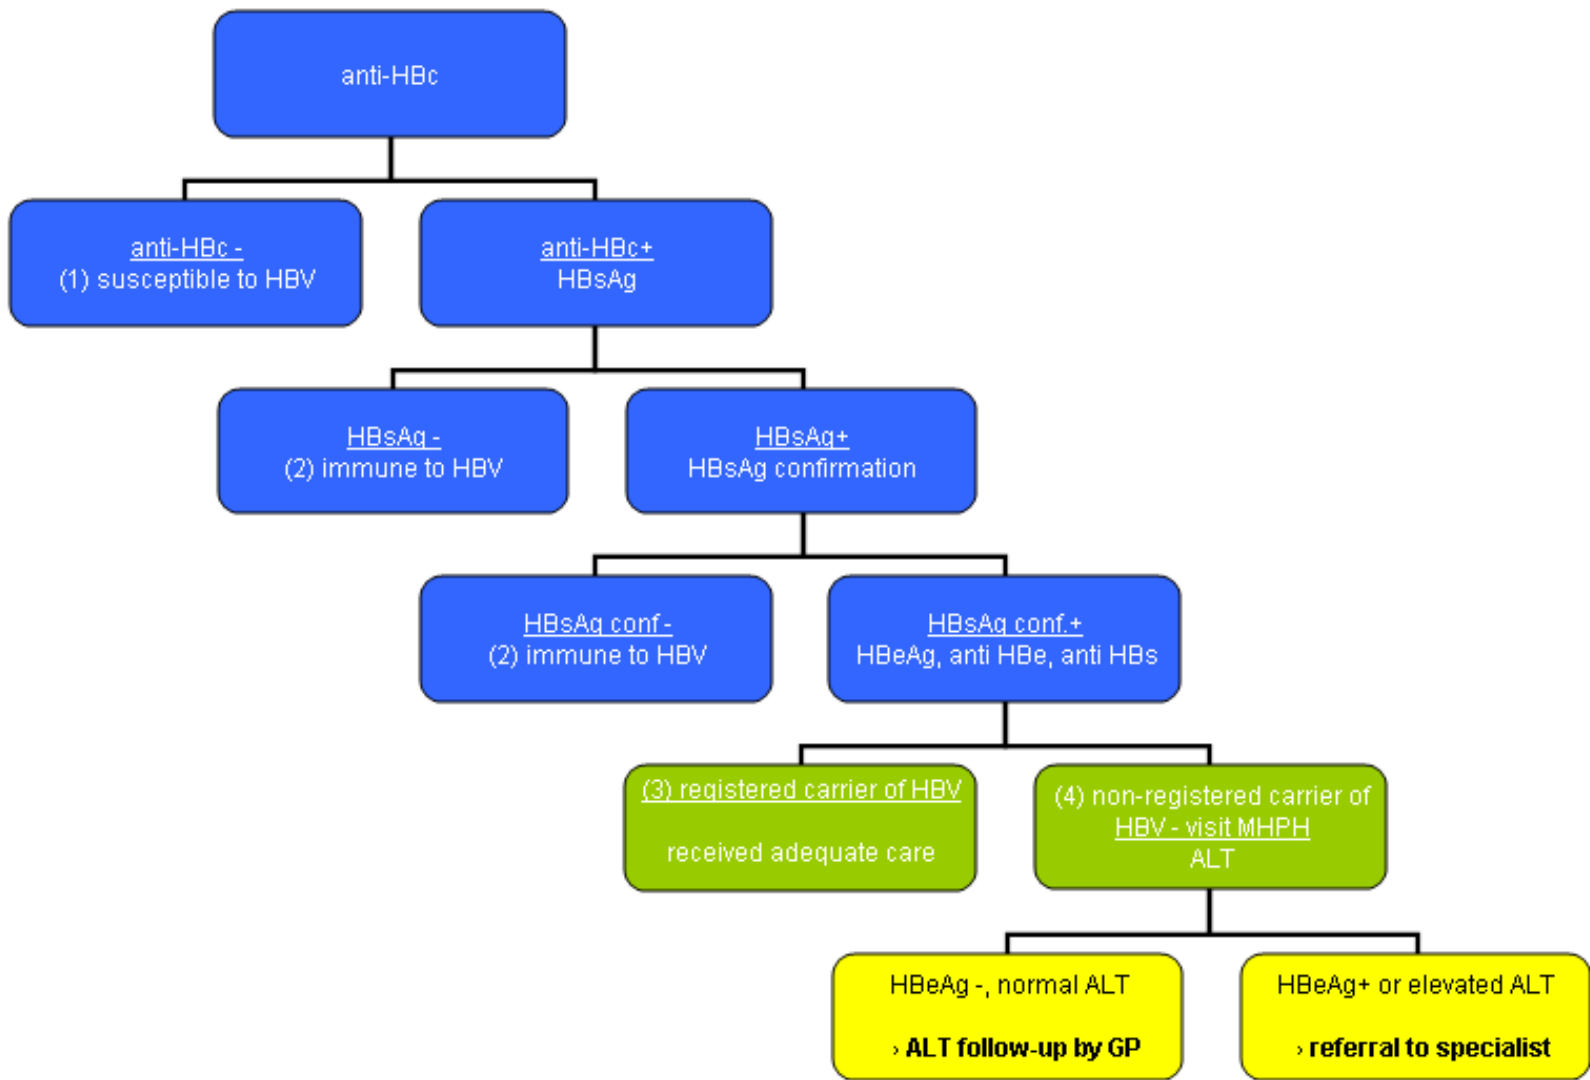 anti-HBc
anti-HBc -
(1) susceptible to HBV
anti-HBc+
HBsAg
HBsAg -
(2) immune to HBV
HBsAg+
HBsAg confirmation
HBsAg conf-
(2) immune to HBV
HBsAg conf.+
HBeAg, anti HBe, anti HBs
(3) registered carrier of HBV
received adequate care
(4) non-registered carrier of
HBV - visit MHPH
ALT
HBeAg -, normal ALT
› ALT follow-up by GP
HBeAg+ or elevated ALT
› referral to specialist